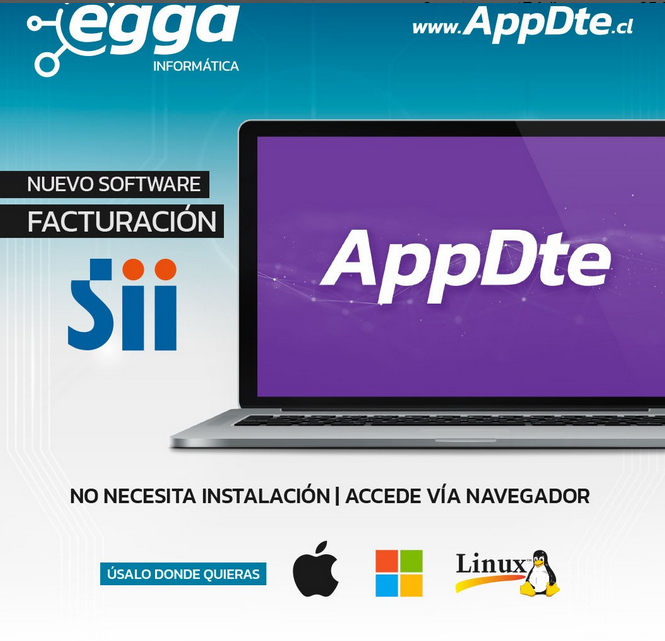 egga
INFORMÁTICA
www.AppDte.cl
NUEVO SOFTWARE
FACTURACIÓN
Sii
AppDte
NO NECESITA INSTALACIÓN | ACCEDE VÍA NAVEGADOR
ÚSALO DONDE QUIERAS
Linux